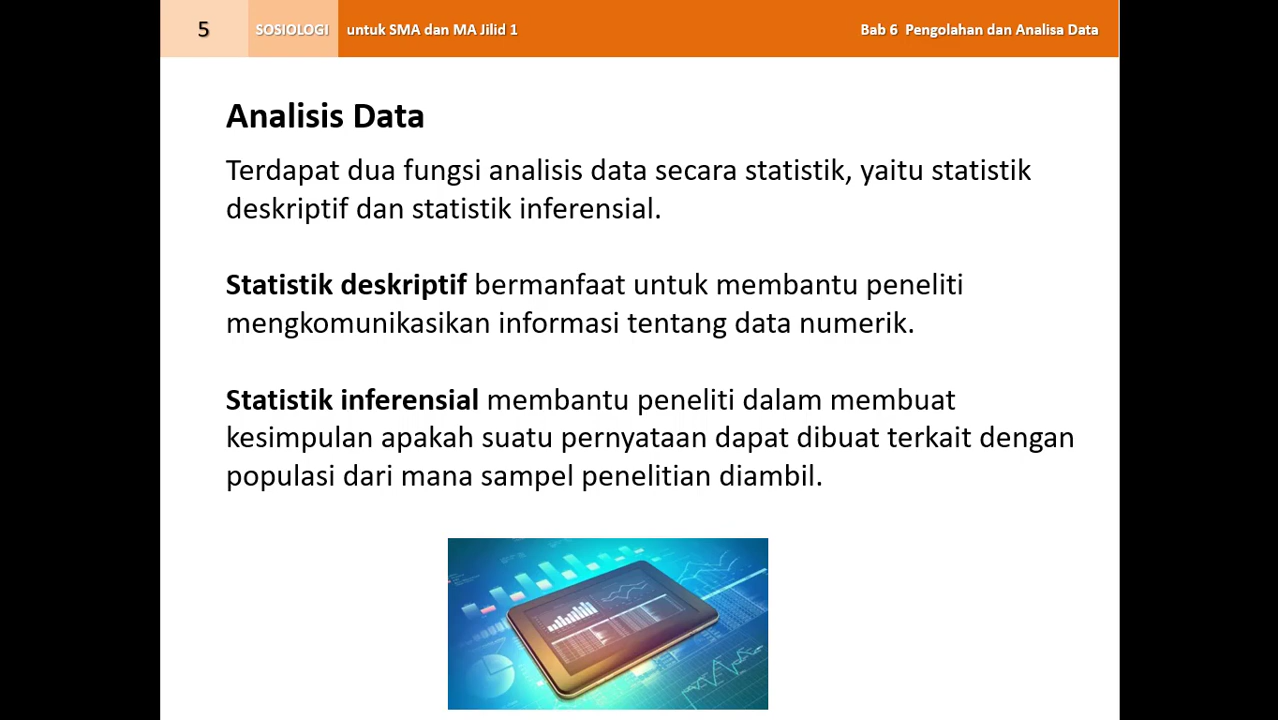 5 SOSIOLOGI untuk SMA dan MA Jilid 1 Bab 6 Pengolahan dan Analisa Data
Analisis Data
Terdapat dua fungsi analisis data secara statistik, yaitu statistik
deskriptif dan statistik inferensial.
Statistik deskriptif bermanfaat untuk membantu peneliti
mengkomunikasikan informasi tentang data numerik.
Statistik inferensial membantu peneliti dalam membuat
kesimpulan apakah suatu pernyataan dapat dibuat terkait dengan
populasi dari mana sampel penelitian diambil.